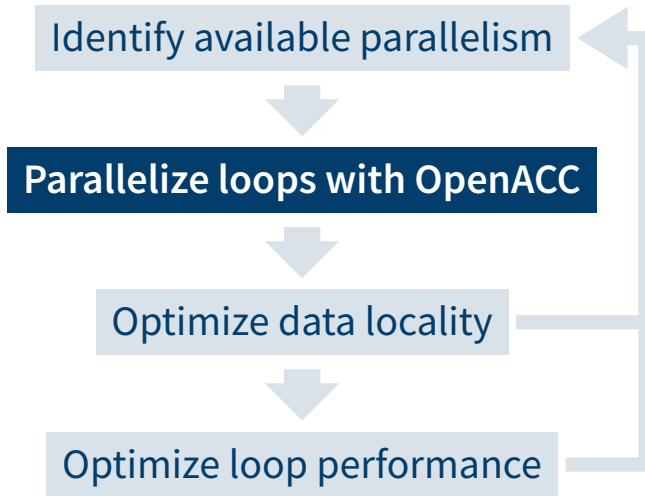 Identify available parallelism
Parallelize loops with OpenACC
Optimize data locality
Optimize loop performance